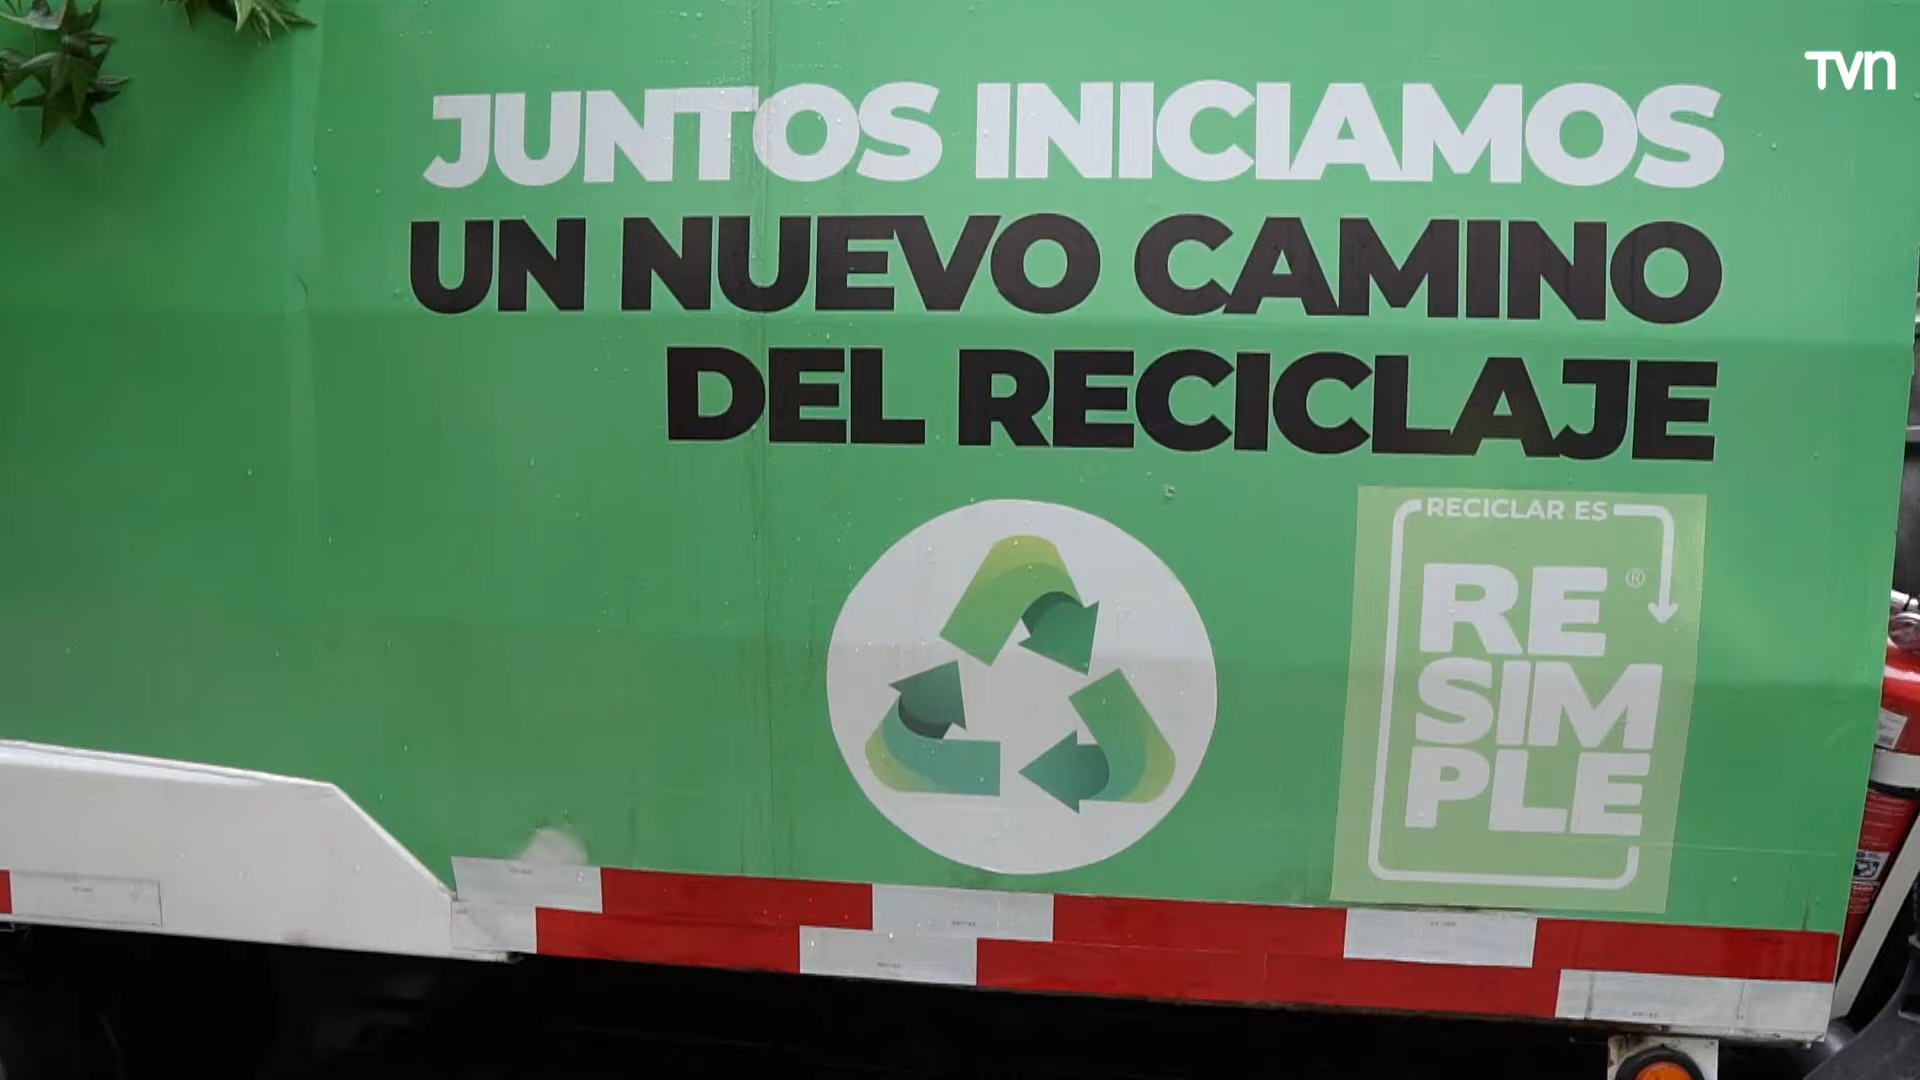 TVN
JUNTOS INICIAMOS
UN NUEVO CAMINO
DEL RECICLAJE
RECICLAR ES
RE ®
SIM
PLE